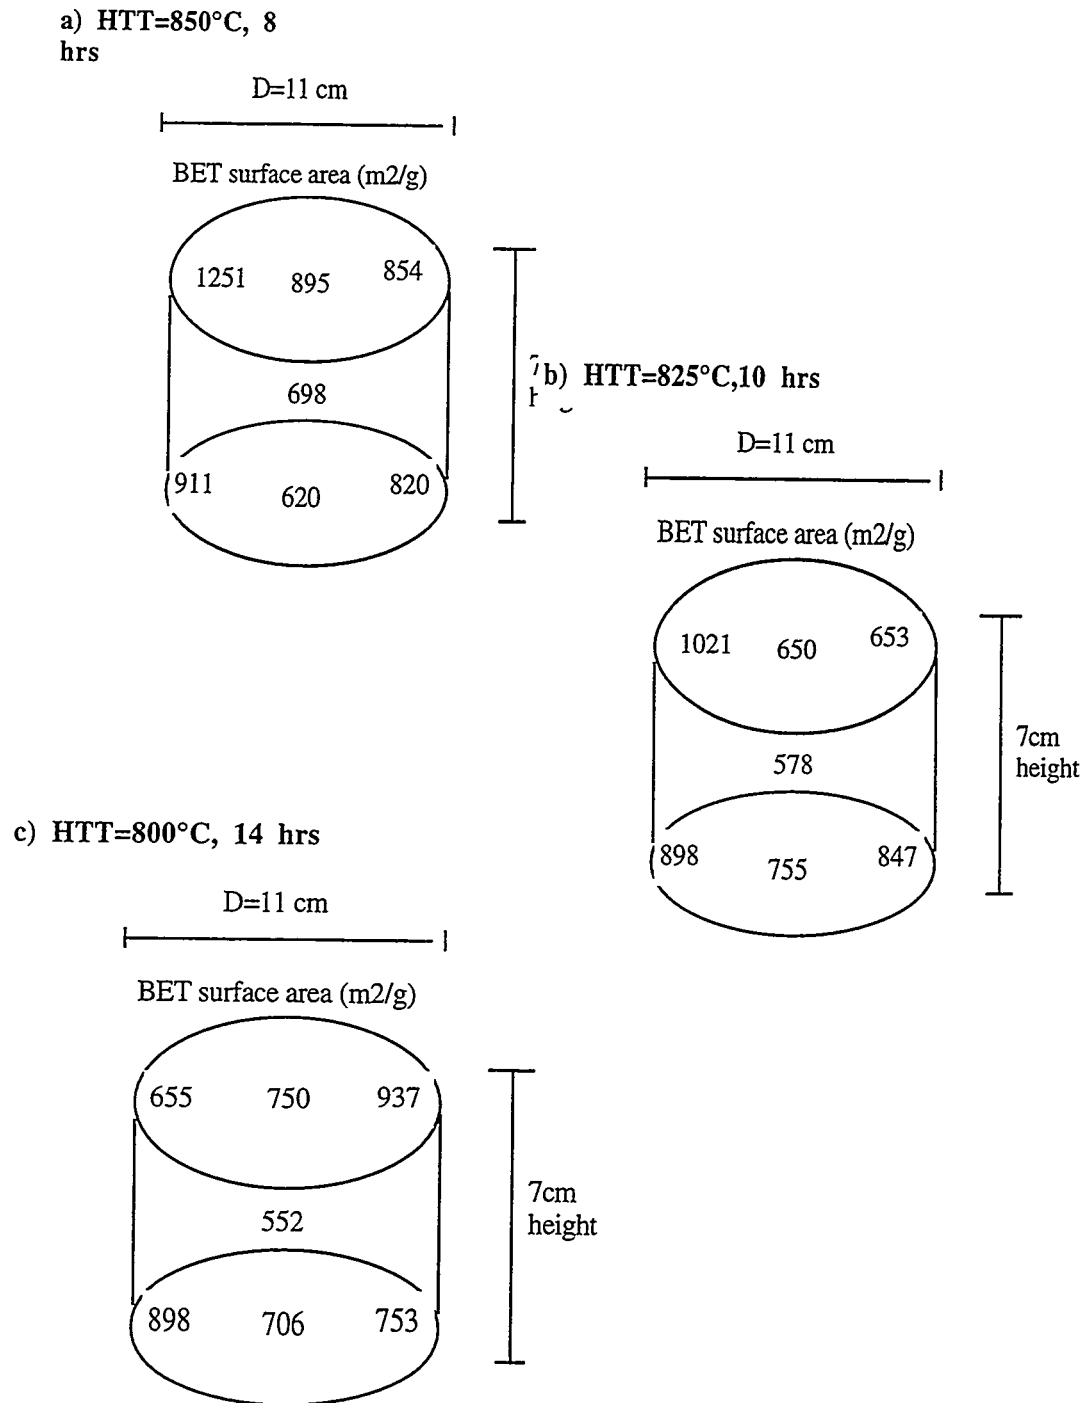 a) HTT=850°C, 8
hrs
D=11 cm
BET surface area (m2/g)
1251 895 854
698
911 620 820
b) HTT=825°C,10 hrs
D=11 cm
BET surface area (m2/g)
1021 650 653
578
898 755 847
7cm
height
c) HTT=800°C, 14 hrs
D=11 cm
BET surface area (m2/g)
655 750 937
552
898 706 753
7cm
height